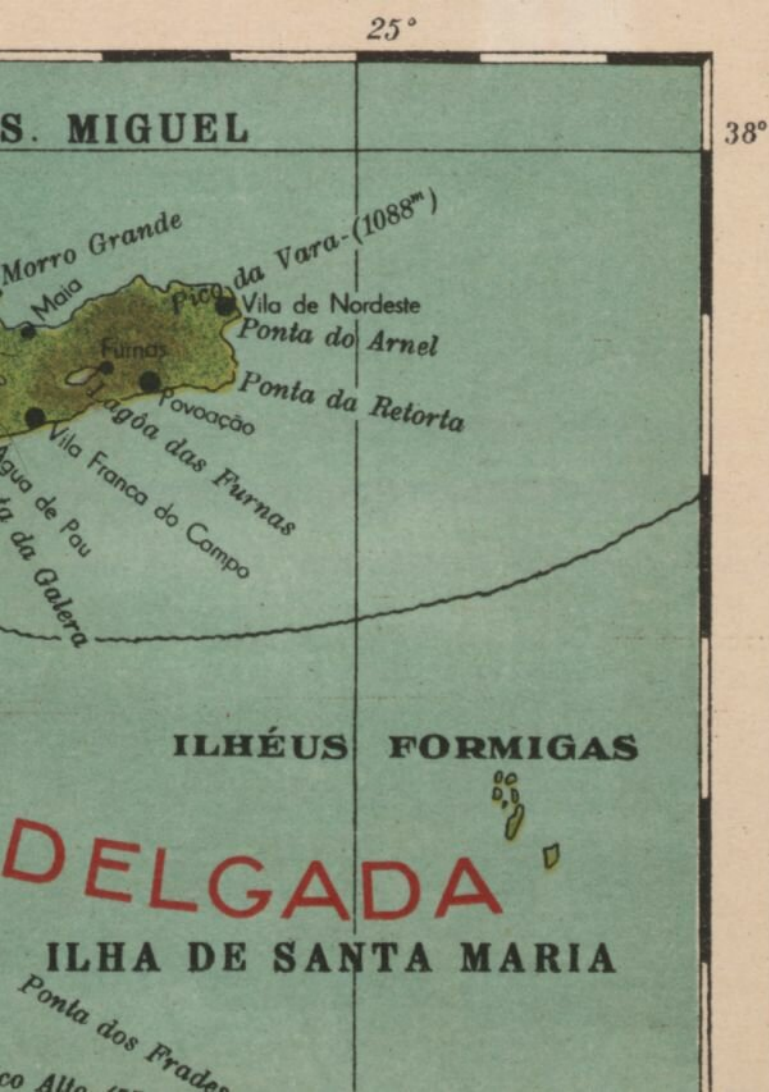 25°
S. MIGUEL
38°
Morro Grande
Pico da Vara-(1088ᵐ)
Maia
Vila de Nordeste
Ponta do Arnel
Furnas
Ponta da Retorta
Povoação
Lagôa das Furnas
Vila Franca do Campo
Agua de Pau
da Galera
ILHÉUS FORMIGAS
DELGADA
ILHA DE SANTA MARIA
Ponta dos Frades
Alto